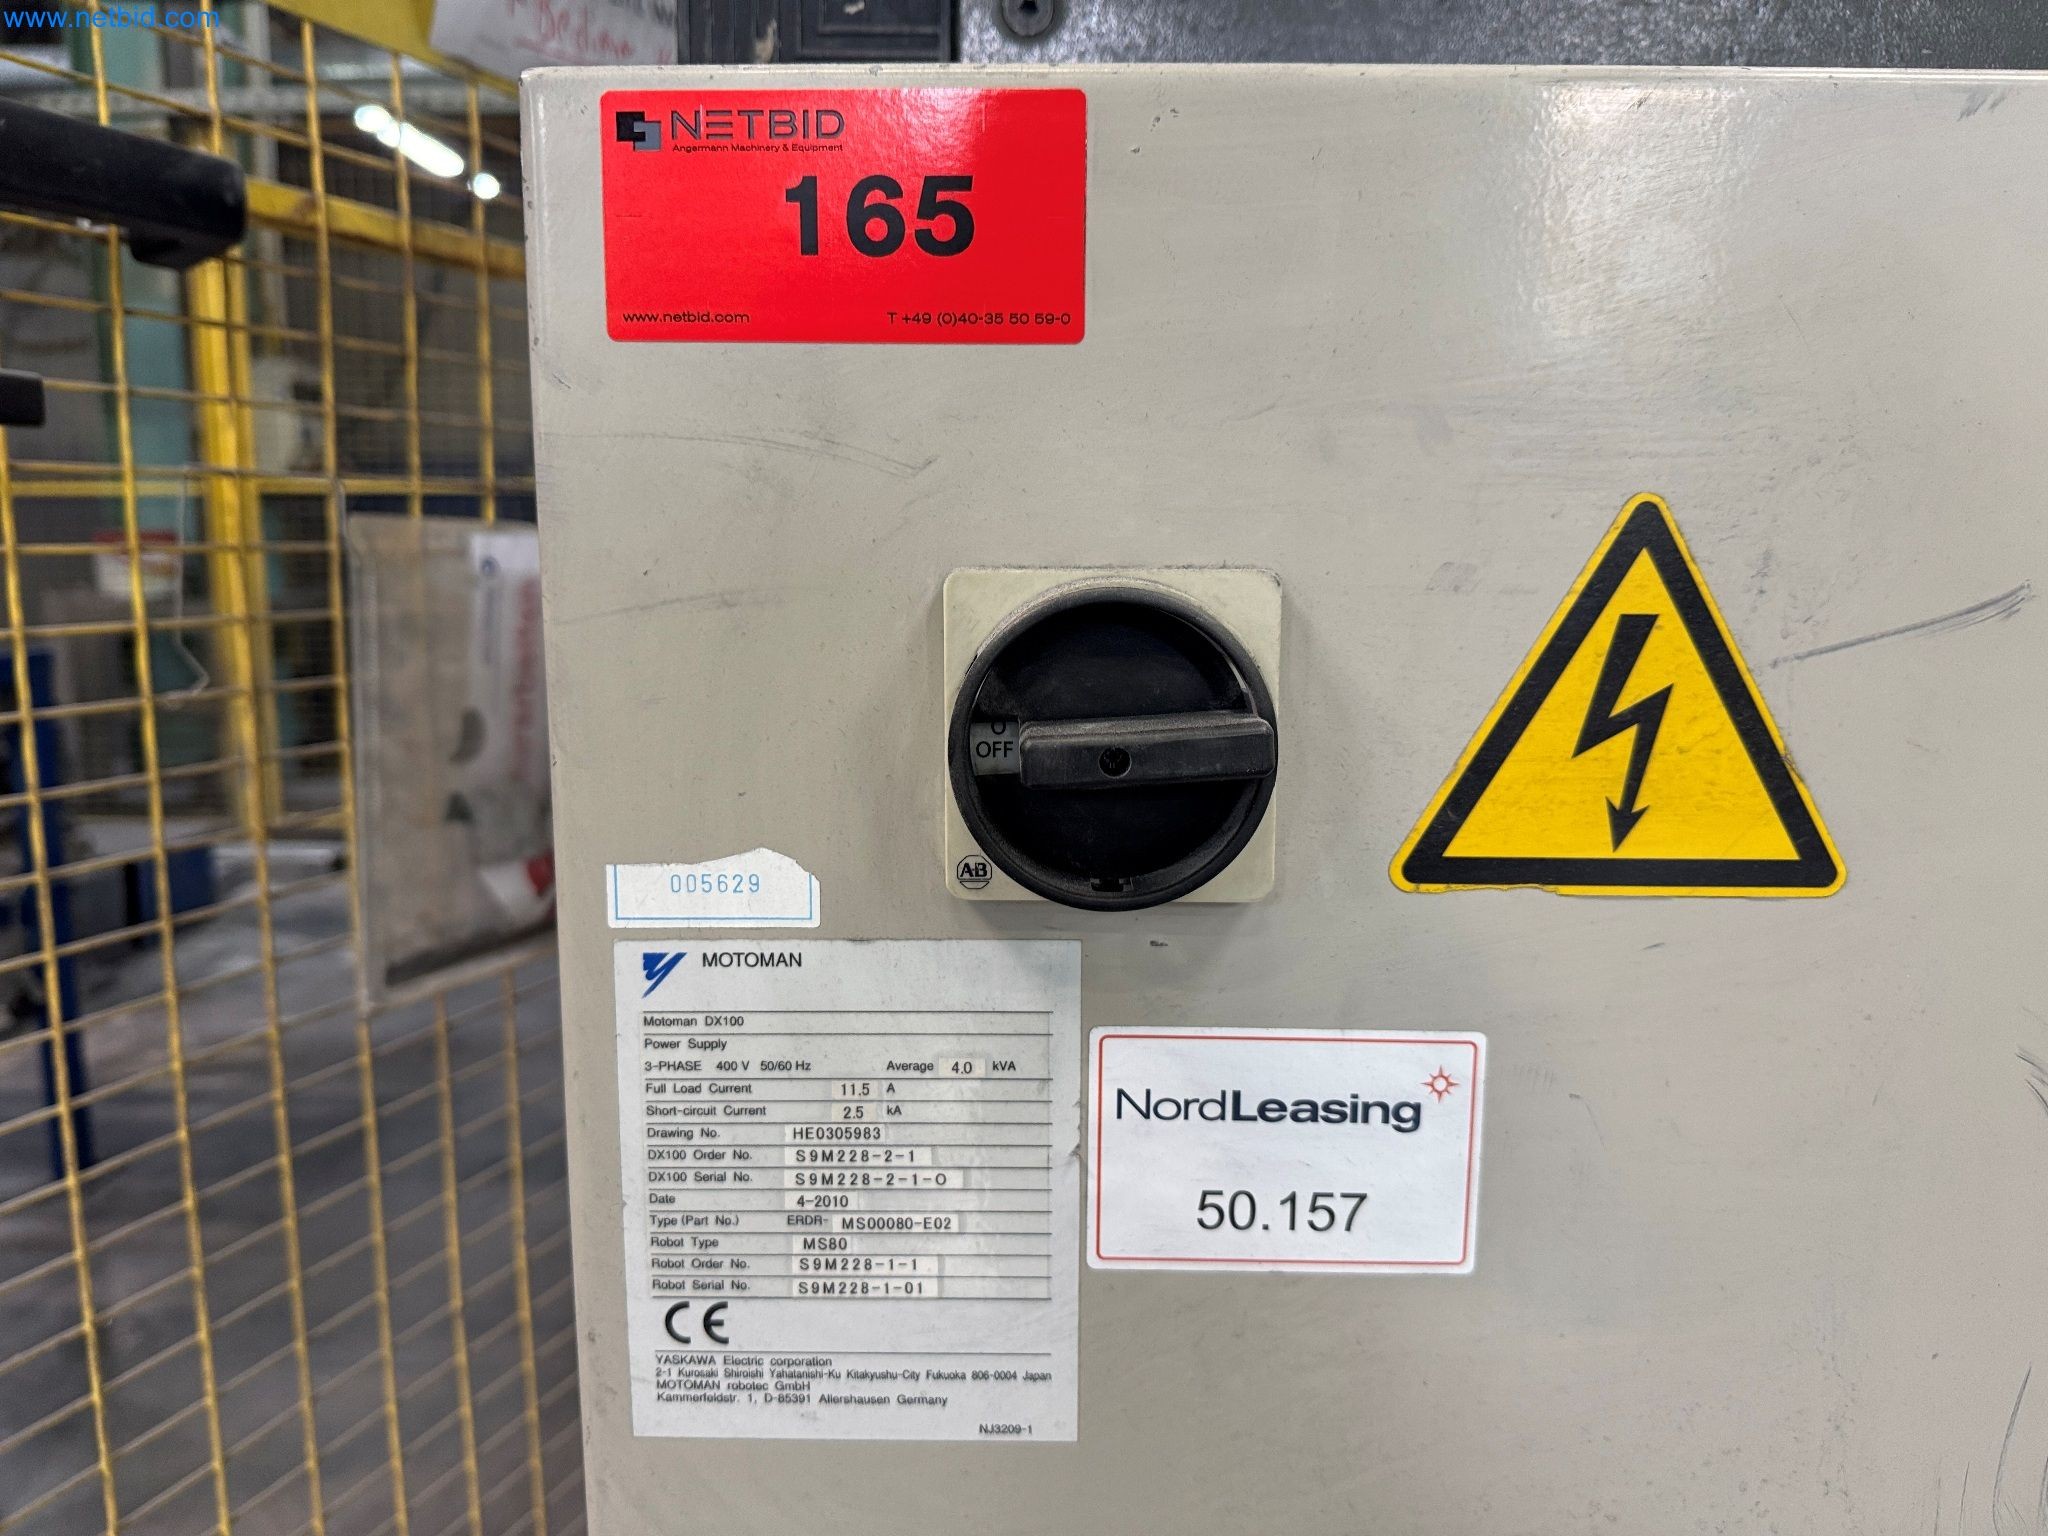 www.netbid.com
NETBID
Angermann Machinery & Equipment
165
www.netbid.com T +49 (0)40-35 50 59-0
O
OFF
A-B
005629
MOTOMAN
Motoman DX100
Power Supply
3-PHASE 400 V 50/60 Hz Average 4.0 kVA
Full Load Current 11.5 A
Short-circuit Current 2.5 kA
Drawing No. HE0305983
DX100 Order No. S9M228-2-1
DX100 Serial No. S9M228-2-1-0
Date 4-2010
Type (Part No.) ERDR- MS00080-E02
Robot Type MS80
Robot Order No. S9M228-1-1
Robot Serial No. S9M228-1-01
CE
YASKAWA Electric corporation
2-1 Kurosaki Shiroishi Yahatanishi-Ku Kitakyushu-City Fukuoka 806-0004 Japan
MOTOMAN robotec GmbH
Kammerfeldstr. 1, D-85391 Allershausen Germany
NJ3209-1
NordLeasing
50.157